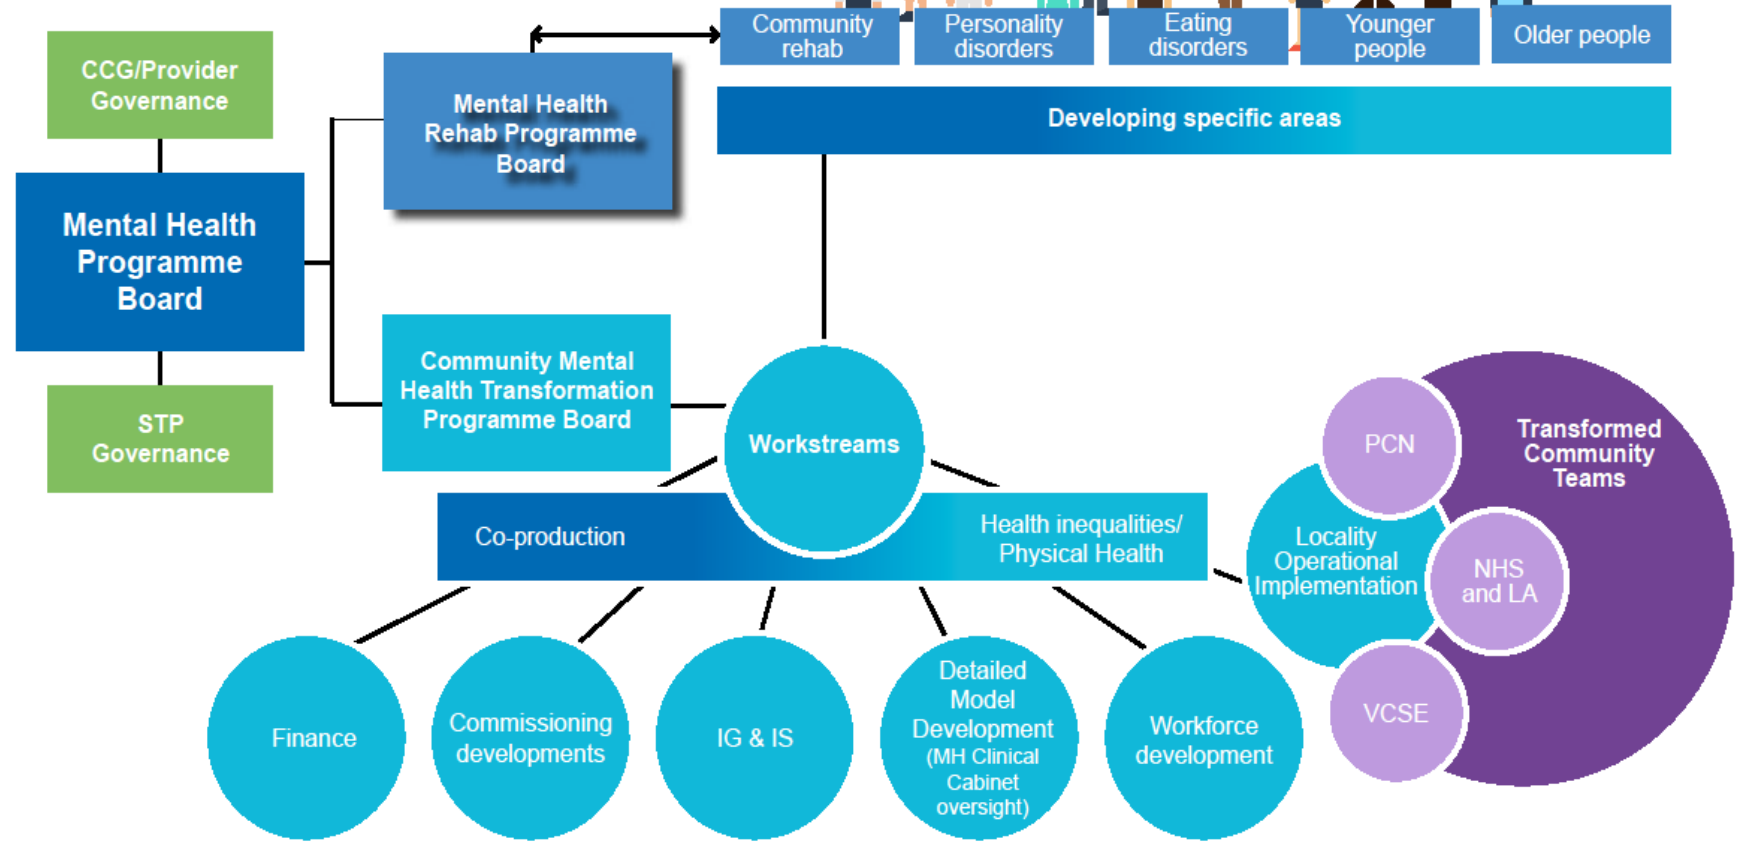 CCG/Provider
Governance
Mental Health
Programme
Board
STP
Governance
Mental Health
Rehab Programme
Board
Community Mental
Health Transformation
Programme Board
Community
rehab
Personality
disorders
Eating
disorders
Younger
people
Older people
Developing specific areas
Workstreams
Co-production
Health inequalities/
Physical Health
Finance
Commissioning
developments
IG & IS
Detailed
Model
Development
(MH Clinical
Cabinet
oversight)
Workforce
development
Locality
Operational
Implementation
PCN
NHS
and LA
VCSE
Transformed
Community
Teams